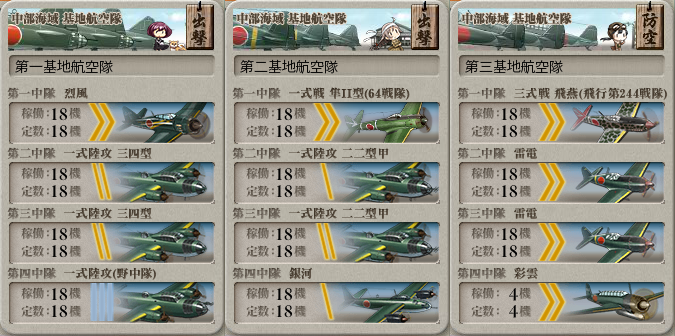 中部海域 基地航空隊
出撃
第一基地航空隊
第一中隊 烈風
稼働:18機
定数:18機
第二中隊 一式陸攻 三四型
稼働:18機
定数:18機
第三中隊 一式陸攻 三四型
稼働:18機
定数:18機
第四中隊 一式陸攻(野中隊)
稼働:18機
定数:18機
中部海域 基地航空隊
出撃
第二基地航空隊
第一中隊 一式戦 隼II型(64戦隊)
稼働:18機
定数:18機
第二中隊 一式陸攻 二二型甲
稼働:18機
定数:18機
第三中隊 一式陸攻 二二型甲
稼働:18機
定数:18機
第四中隊 銀河
稼働:18機
定数:18機
中部海域 基地航空隊
防空
第三基地航空隊
第一中隊 三式戦 飛燕(飛行第244戦隊)
稼働:18機
定数:18機
第二中隊 雷電
稼働:18機
定数:18機
第三中隊 雷電
稼働:18機
定数:18機
第四中隊 彩雲
稼働: 4機
定数: 4機